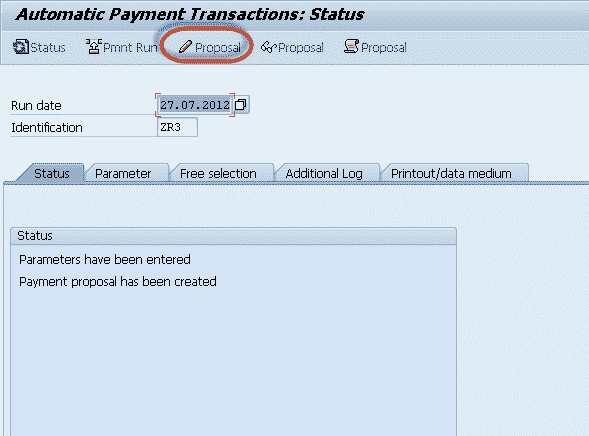 Automatic Payment Transactions: Status
Status Pmnt Run Proposal Proposal Proposal
Run date 27.07.2012
Identification ZR3
Status Parameter Free selection Additional Log Printout/data medium
Status
Parameters have been entered
Payment proposal has been created